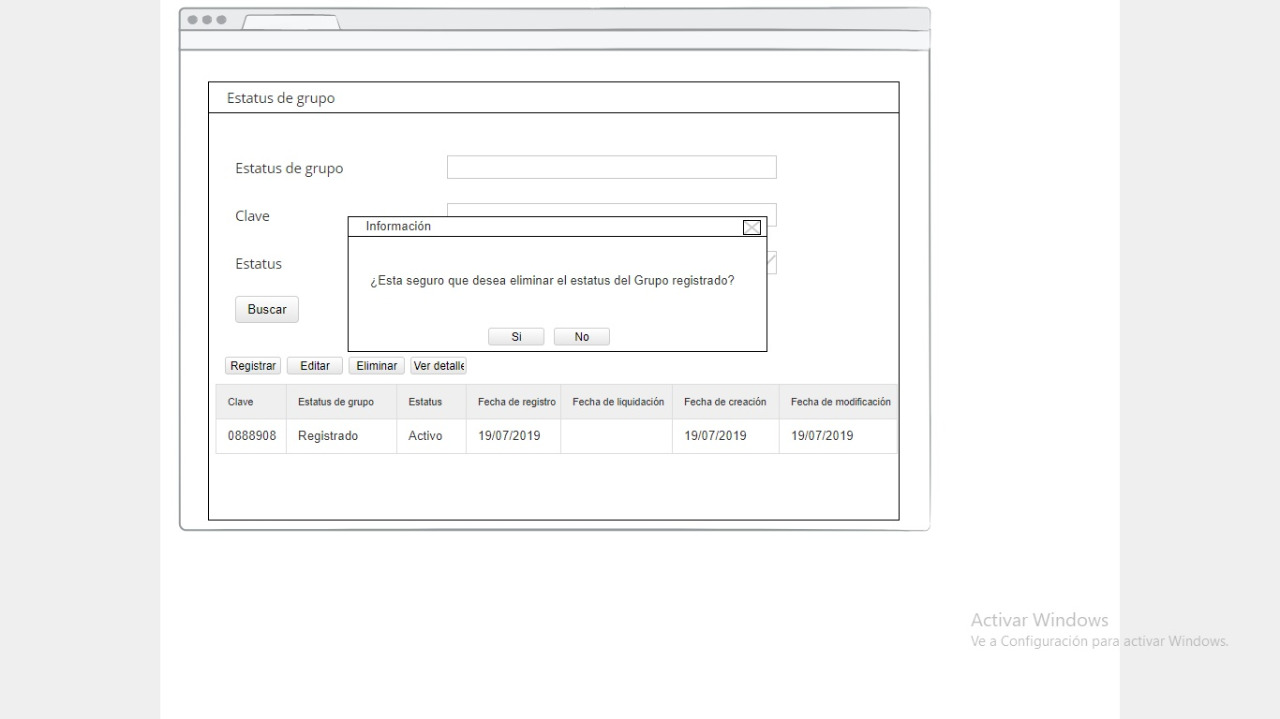 Estatus de grupo
Estatus de grupo
Clave
Información
Estatus
¿Esta seguro que desea eliminar el estatus del Grupo registrado?
Buscar
Si No
Registrar Editar Eliminar Ver detalle
Clave Estatus de grupo Estatus Fecha de registro Fecha de liquidación Fecha de creación Fecha de modificación
0888908 Registrado Activo 19/07/2019 19/07/2019 19/07/2019
Activar Windows
Ve a Configuración para activar Windows.